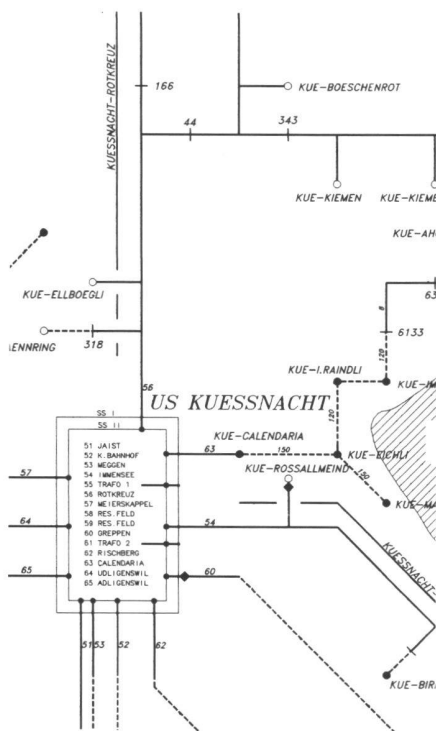 KUESSNACHT-ROTKREUZ
166
KUE-BOESCHENROT
44
343
KUE-KIEMEN
KUE-KIEME
KUE-AH
KUE-ELLBOEGLI
63
8
6133
120
318
AENNRING
KUE-I.RAINDLI
56
US KUESSNACHT
120
SS I
SS II
KUE-CALENDARIA
63
150
KUE-EICHLI
KUE-ROSSALLMEIND
150
KUE-MA
51 JAIST
52 K.BAHNHOF
53 MEGGEN
54 IMMENSEE
55 TRAFO 1
56 ROTKREUZ
57 MEIERSKAPPEL
58 RES.FELD
59 RES.FELD
60 GREPPEN
61 TRAFO 2
62 RISCHBERG
63 CALENDARIA
64 UDLIGENSWIL
65 ADLIGENSWIL
57
64
65
54
60
KUESSNACHT-
51
53
52
62
KUE-BIR